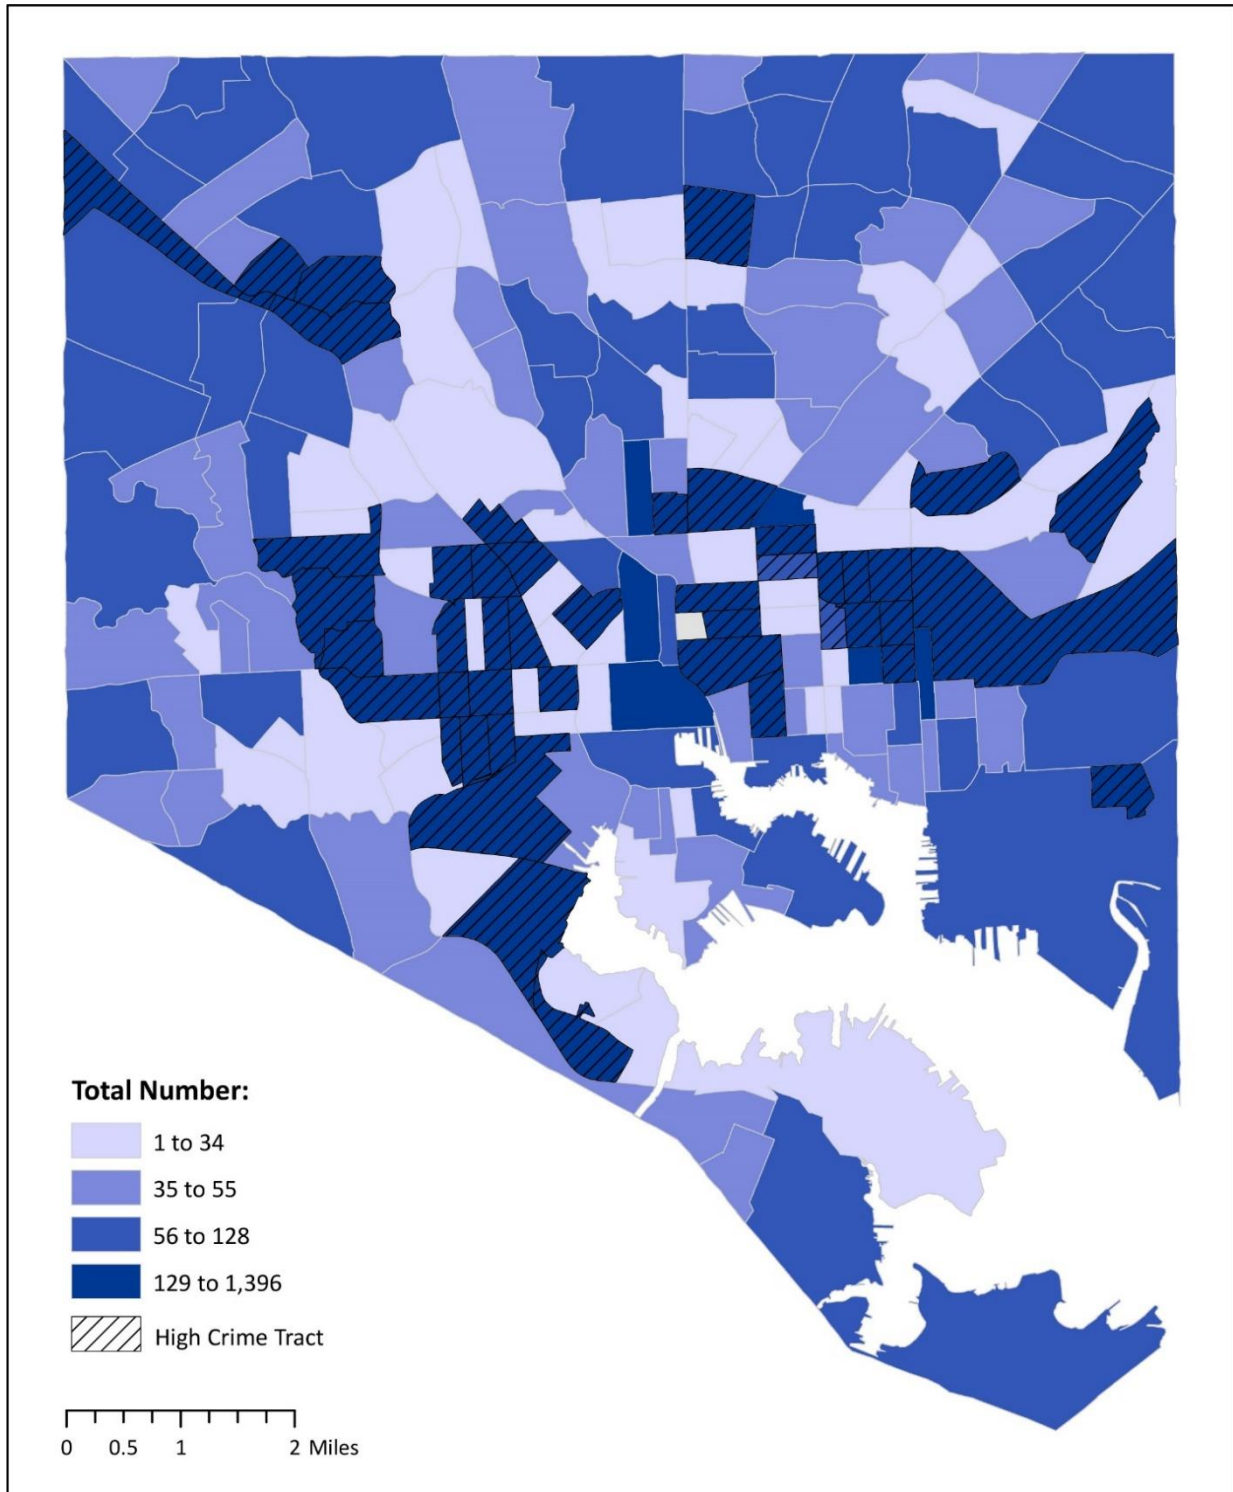 Total Number:
1 to 34
35 to 55
56 to 128
129 to 1,396
High Crime Tract
0 0.5 1 2 Miles